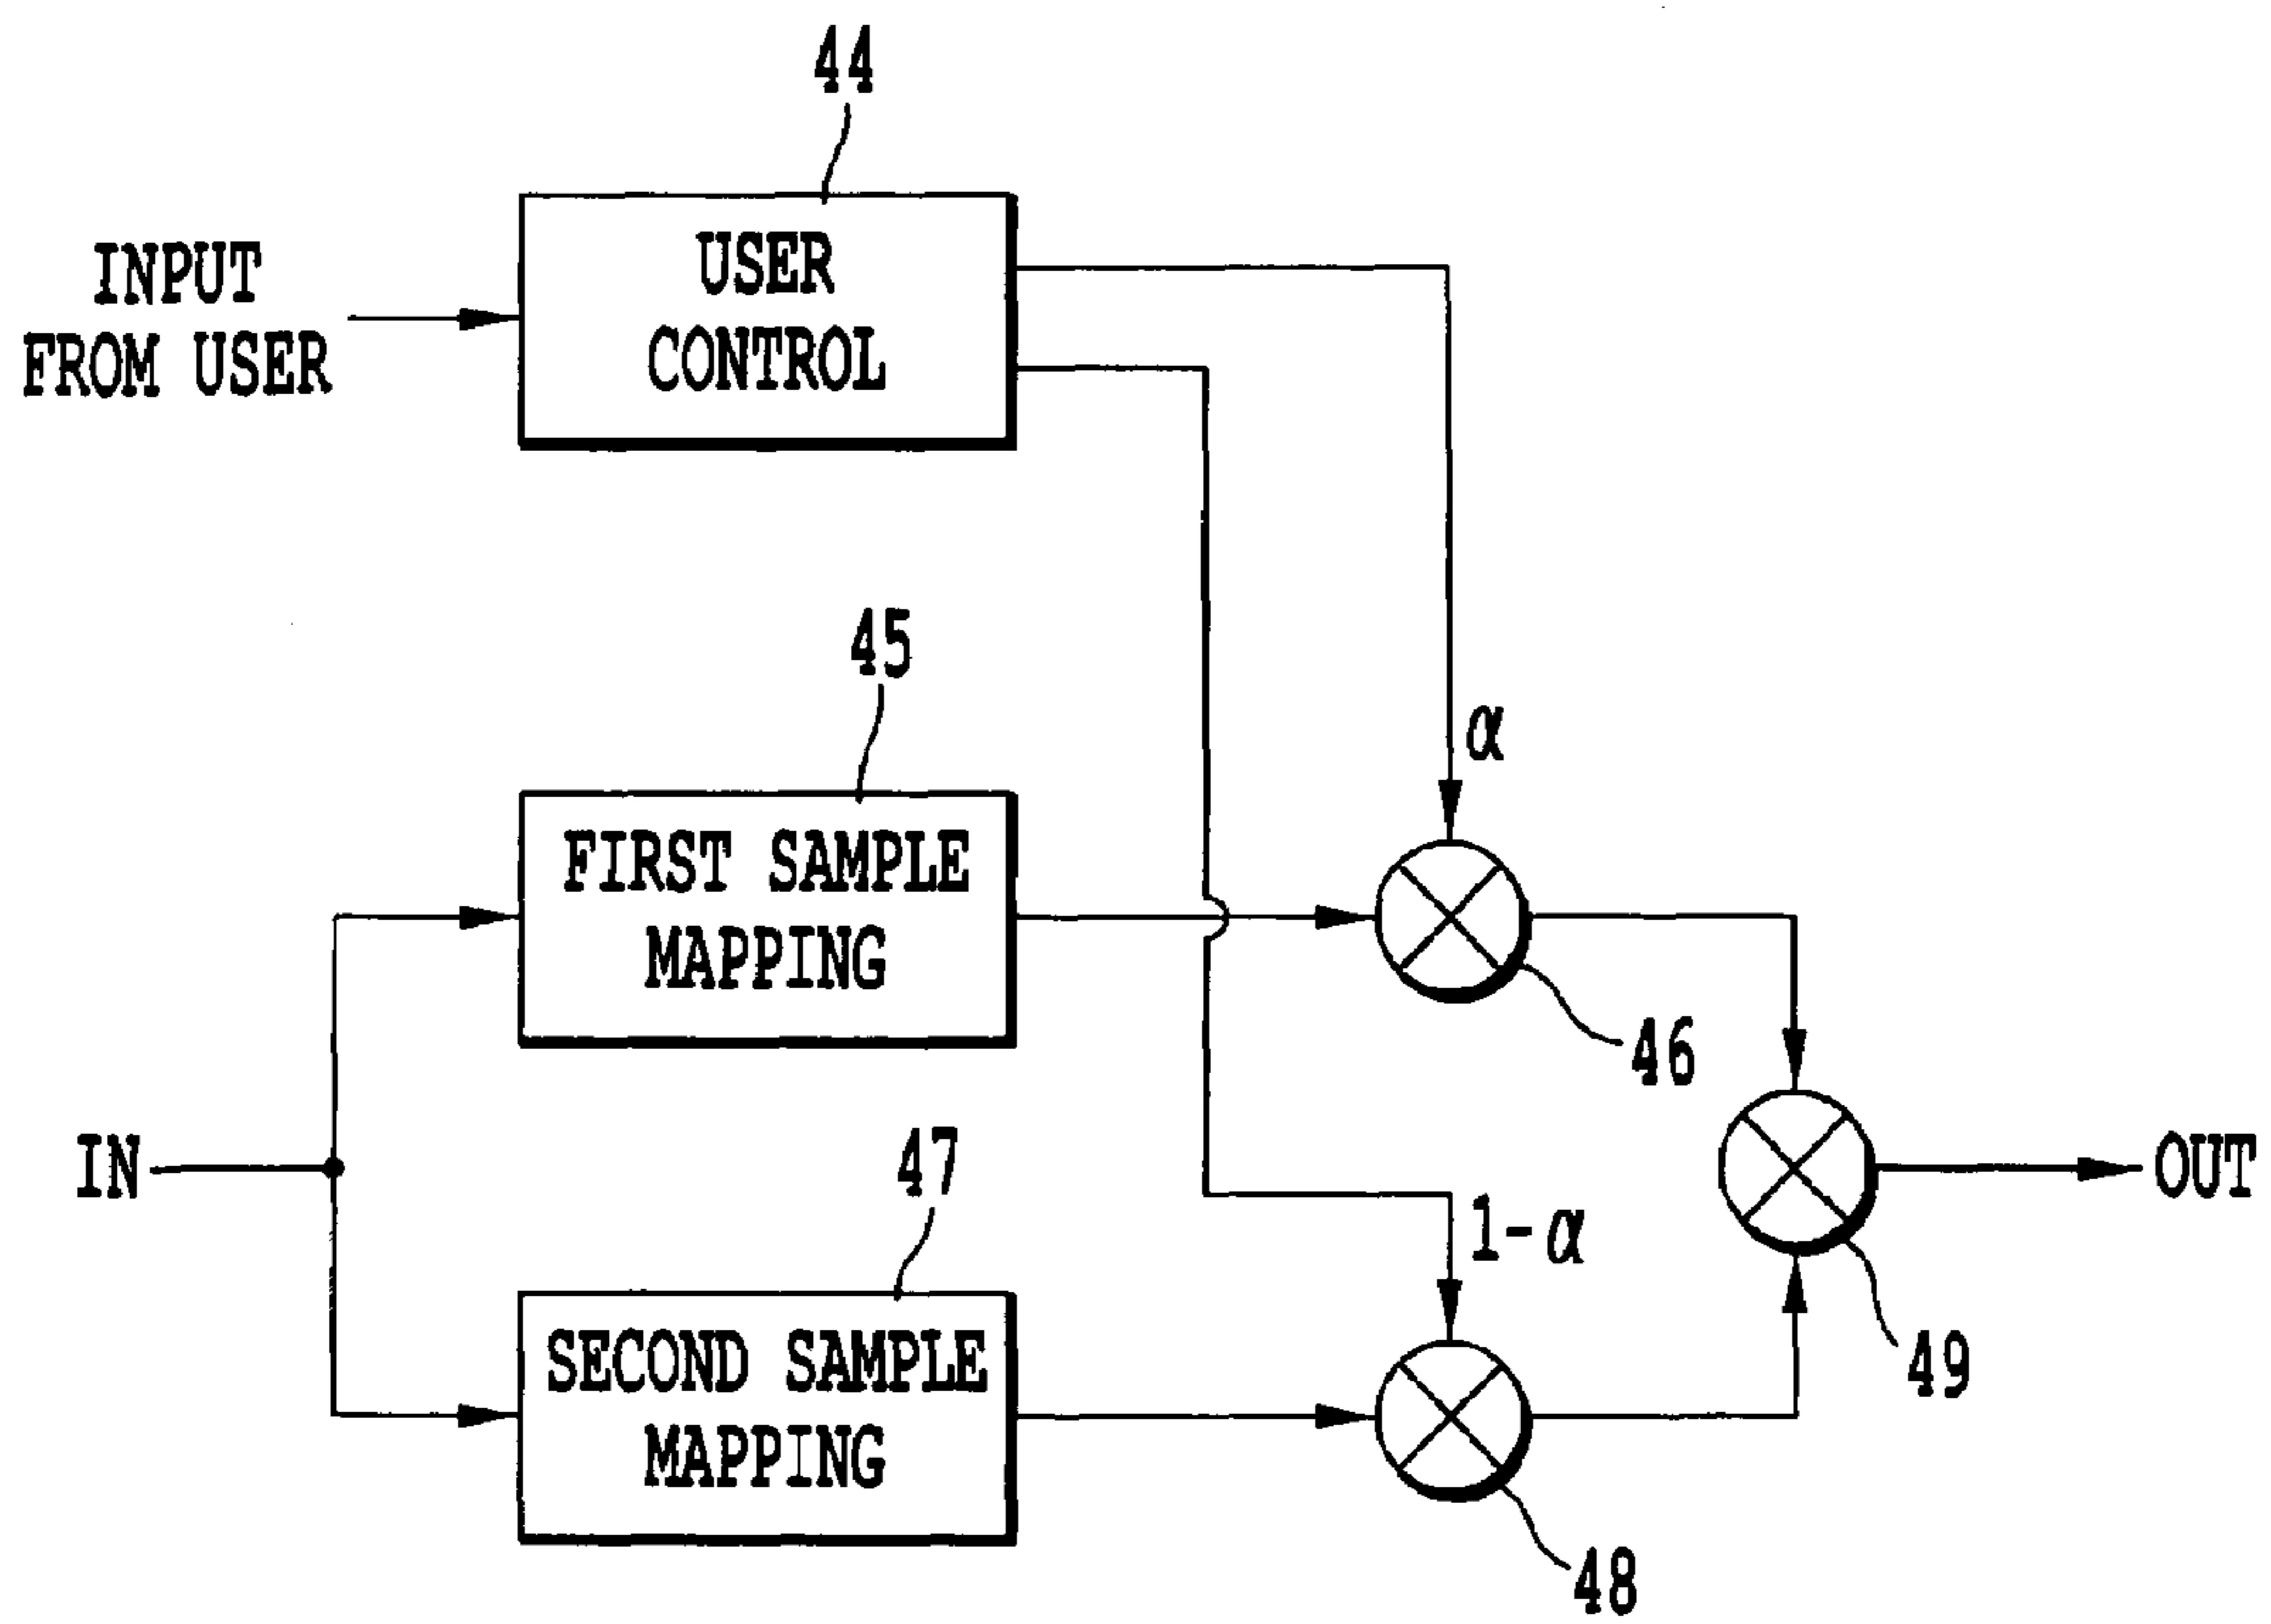 44
INPUT
FROM USER
USER
CONTROL
45
α
FIRST SAMPLE
MAPPING
46
IN
47
1-α
OUT
SECOND SAMPLE
MAPPING
49
48